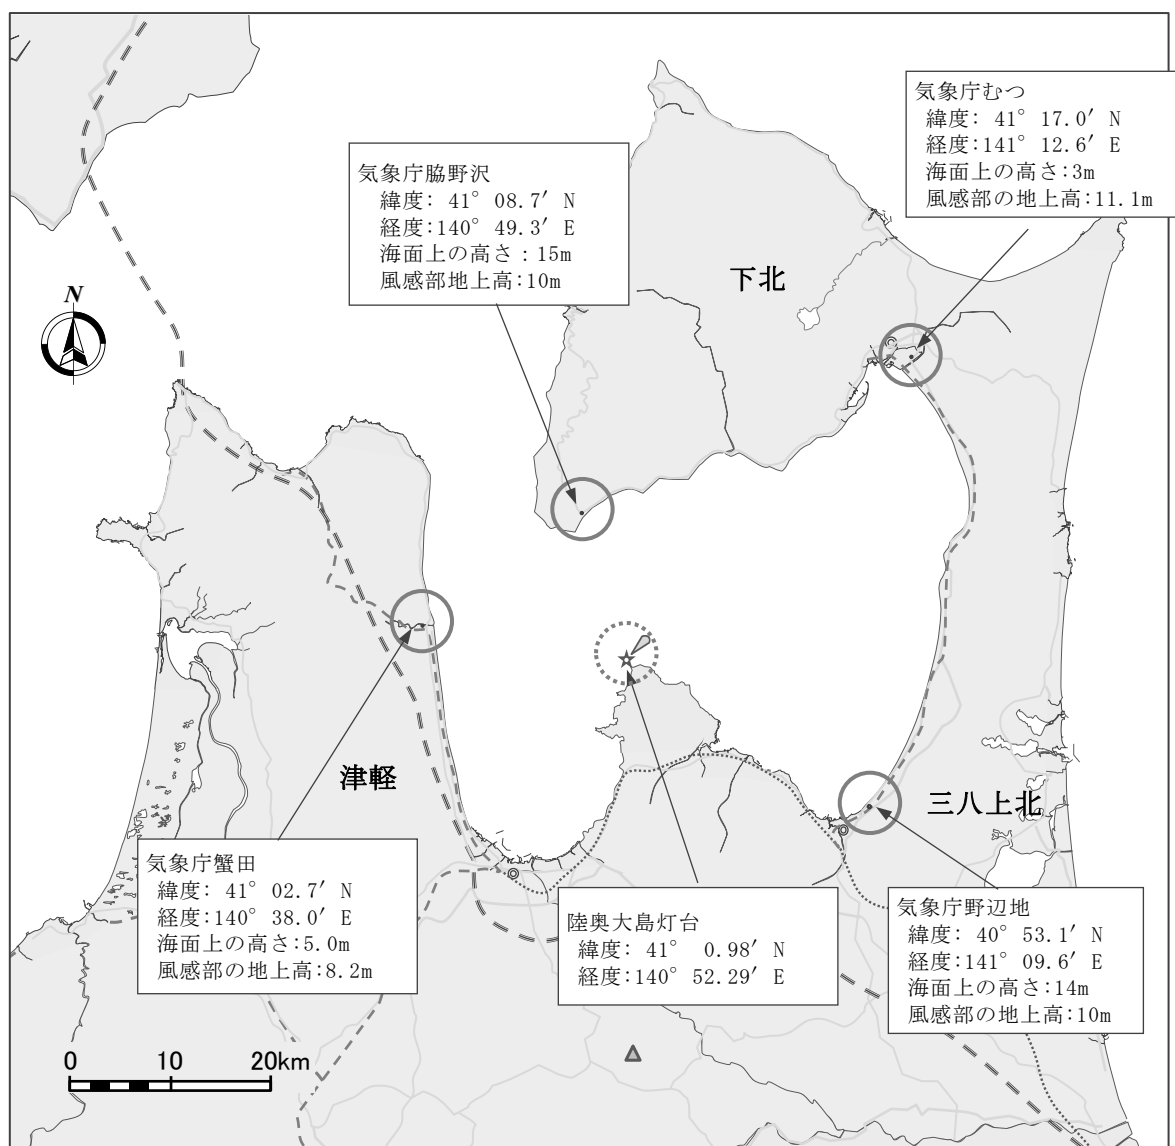 気象庁むつ
緯度: 41° 17.0′ N
経度:141° 12.6′ E
海面上の高さ:3m
風感部の地上高:11.1m
気象庁脇野沢
緯度: 41° 08.7′ N
経度:140° 49.3′ E
海面上の高さ：15m
風感部地上高:10m
下北
N
津軽
三八上北
気象庁蟹田
緯度: 41° 02.7′ N
経度:140° 38.0′ E
海面上の高さ:5.0m
風感部の地上高:8.2m
陸奥大島灯台
緯度: 41° 0.98′ N
経度:140° 52.29′ E
気象庁野辺地
緯度: 40° 53.1′ N
経度:141° 09.6′ E
海面上の高さ:14m
風感部の地上高:10m
0 10 20km